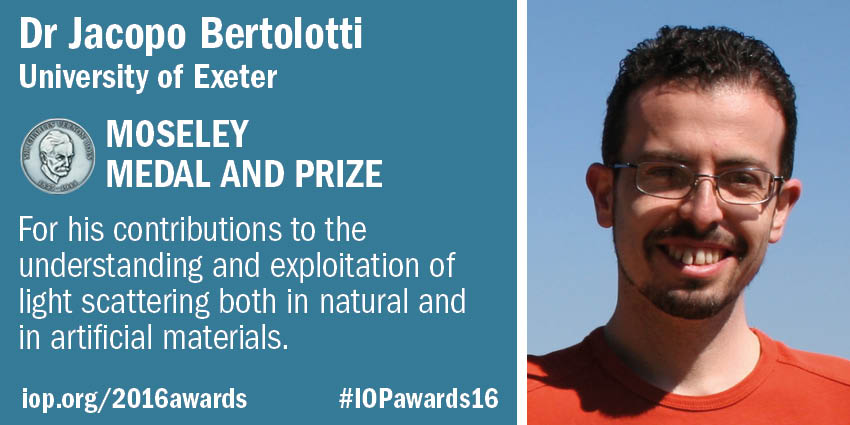 Dr Jacopo Bertolotti
University of Exeter
MOSELEY
MEDAL AND PRIZE
For his contributions to the
understanding and exploitation of
light scattering both in natural and
in artificial materials.
iop.org/2016awards
#IOPawards16